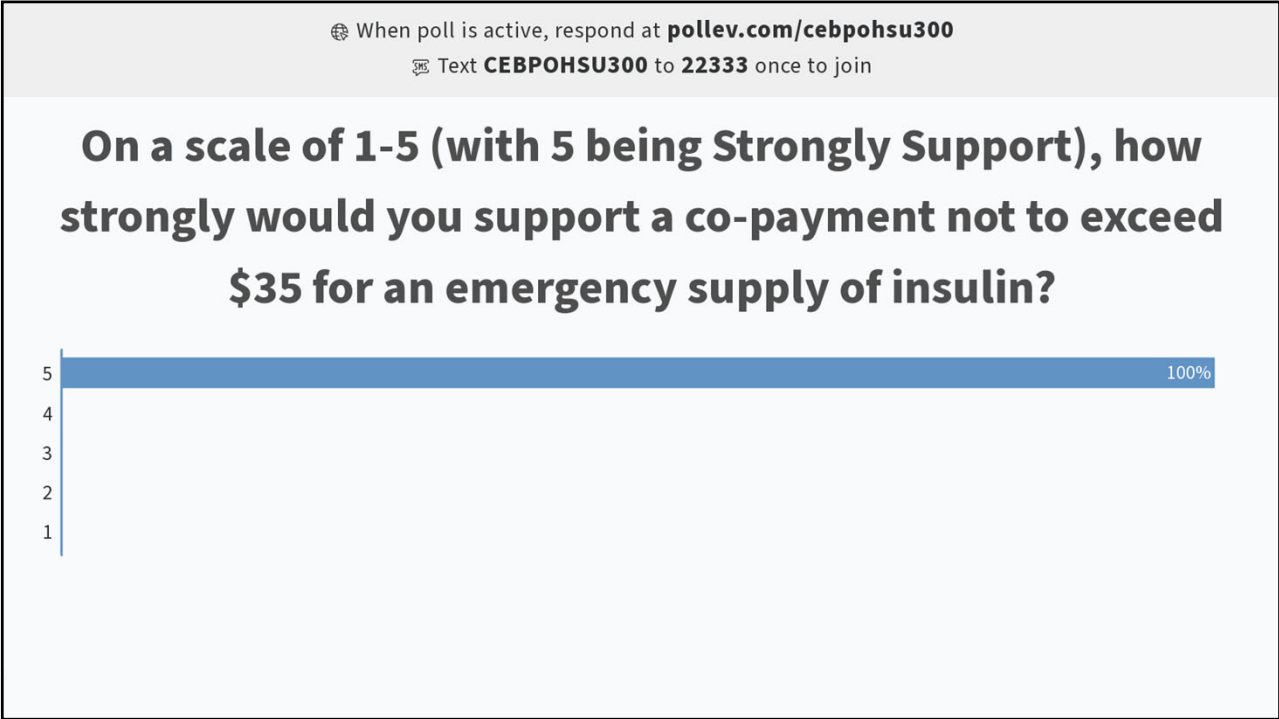 When poll is active, respond at pollev.com/cebpohsu300
SMS Text CEBPOHSU300 to 22333 once to join
On a scale of 1-5 (with 5 being Strongly Support), how
strongly would you support a co-payment not to exceed
$35 for an emergency supply of insulin?
5 100%
4
3
2
1